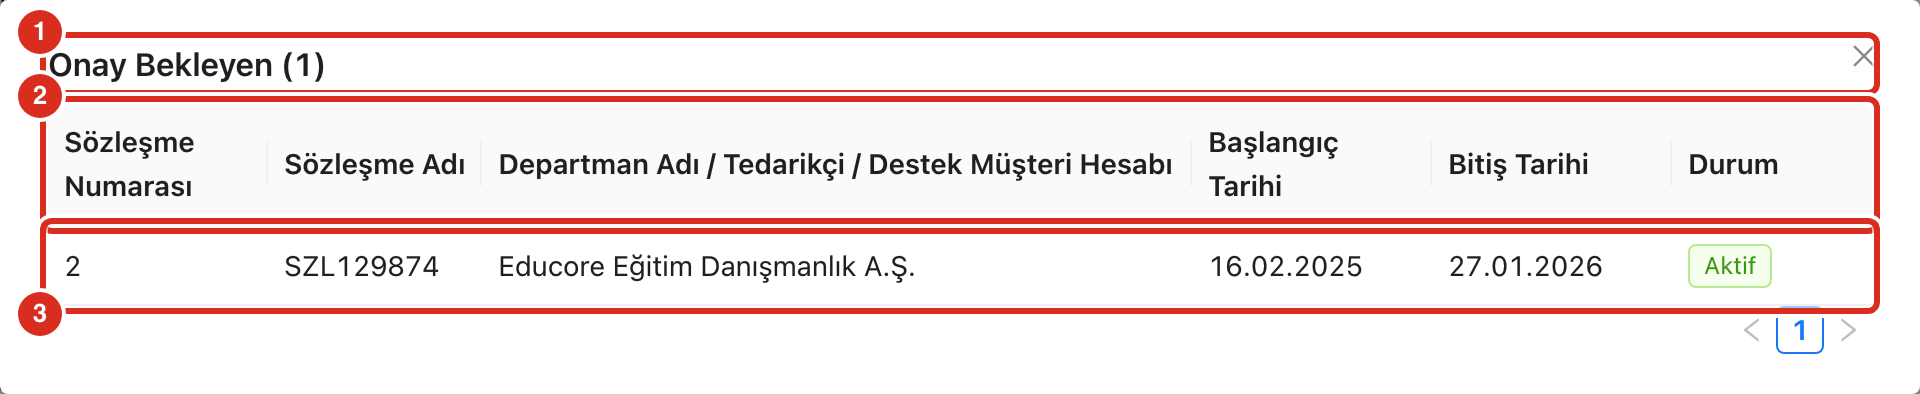 1
Onay Bekleyen (1)
2
Sözleşme Numarası
Sözleşme Adı
Departman Adı / Tedarikçi / Destek Müşteri Hesabı
Başlangıç Tarihi
Bitiş Tarihi
Durum
2
SZL129874
Educore Eğitim Danışmanlık A.Ş.
16.02.2025
27.01.2026
Aktif
3
1